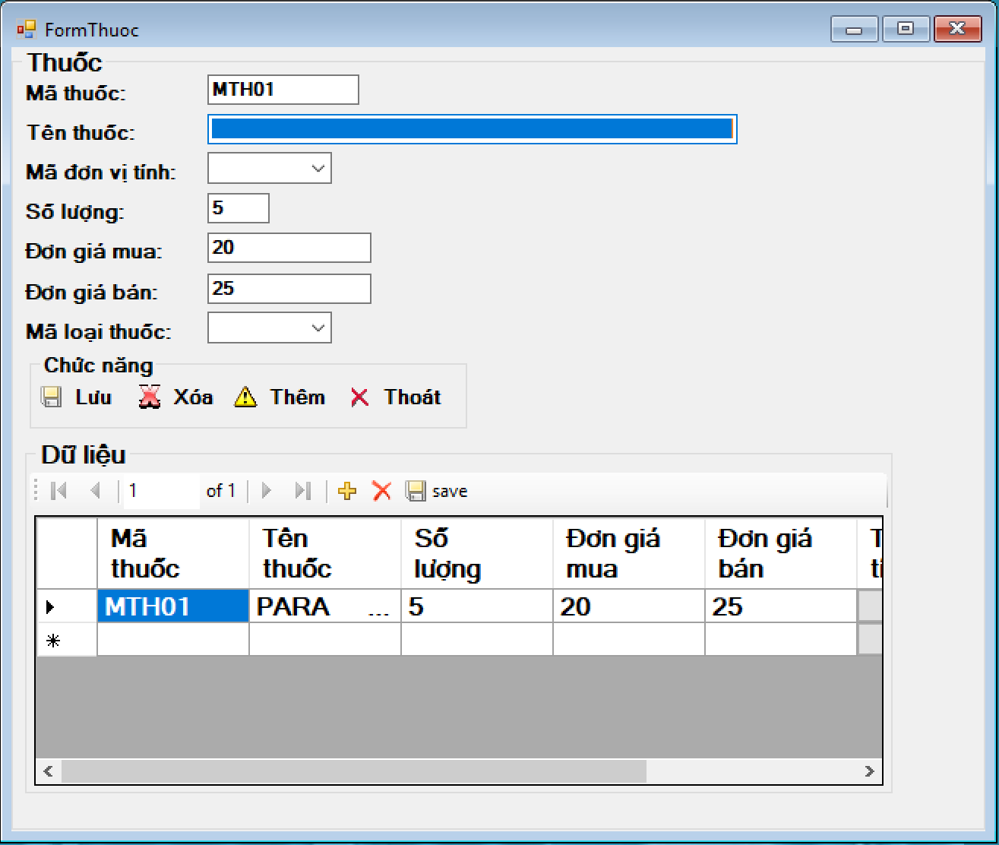 FormThuoc
Thuốc
Mã thuốc: MTH01
Tên thuốc:
Mã đơn vị tính:
Số lượng: 5
Đơn giá mua: 20
Đơn giá bán: 25
Mã loại thuốc:
Chức năng
Lưu Xóa Thêm Thoát
Dữ liệu
1 of 1 save
Mã thuốc Tên thuốc Số lượng Đơn giá mua Đơn giá bán
MTH01 PARA ... 5 20 25